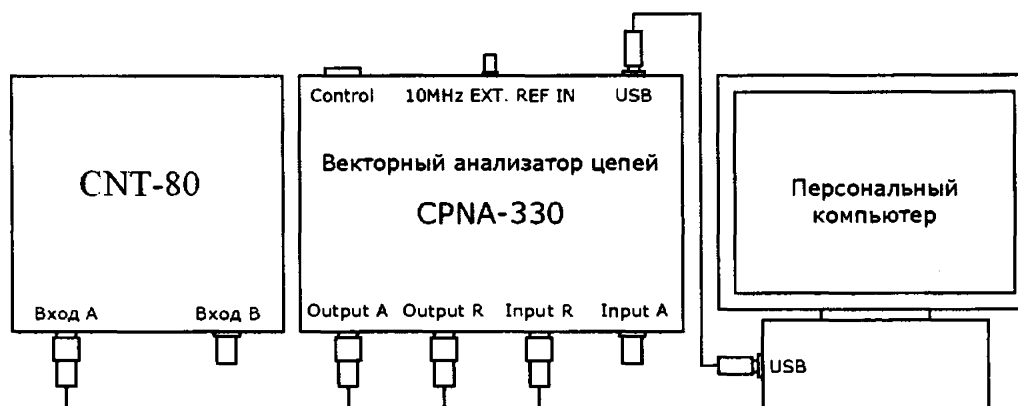 Control 10MHz EXT. REF IN USB
CNT-80
Векторный анализатор цепей
CPNA-330
Персональный
компьютер
Вход A Вход B
Output A Output R Input R Input A
USB